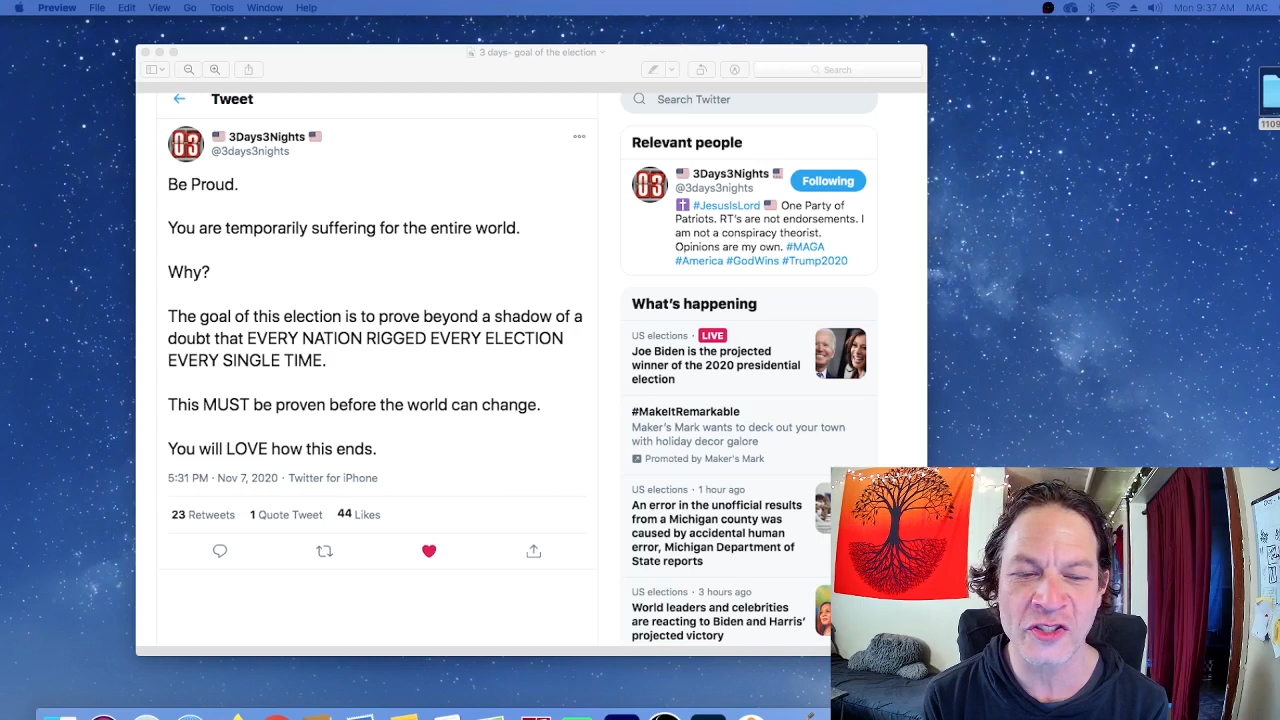 Preview File Edit View Go Tools Window Help
Mon 9:37 AM MAC
3 days- goal of the election
Search
Tweet
03 3Days3Nights
@3days3nights
Be Proud.
You are temporarily suffering for the entire world.
Why?
The goal of this election is to prove beyond a shadow of a
doubt that EVERY NATION RIGGED EVERY ELECTION
EVERY SINGLE TIME.
This MUST be proven before the world can change.
You will LOVE how this ends.
5:31 PM · Nov 7, 2020 · Twitter for iPhone
23 Retweets 1 Quote Tweet 44 Likes
Search Twitter
Relevant people
03 3Days3Nights
@3days3nights
Following
#JesusIsLord One Party of
Patriots. RT's are not endorsements. I
am not a conspiracy theorist.
Opinions are my own. #MAGA
#America #GodWins #Trump2020
What's happening
US elections · LIVE
Joe Biden is the projected
winner of the 2020 presidential
election
#MakeItRemarkable
Maker's Mark wants to deck out your town
with holiday decor galore
Promoted by Maker's Mark
US elections · 1 hour ago
An error in the unofficial results
from a Michigan county was
caused by accidental human
error, Michigan Department of
State reports
US elections · 3 hours ago
World leaders and celebrities
are reacting to Biden and Harris'
projected victory
1109